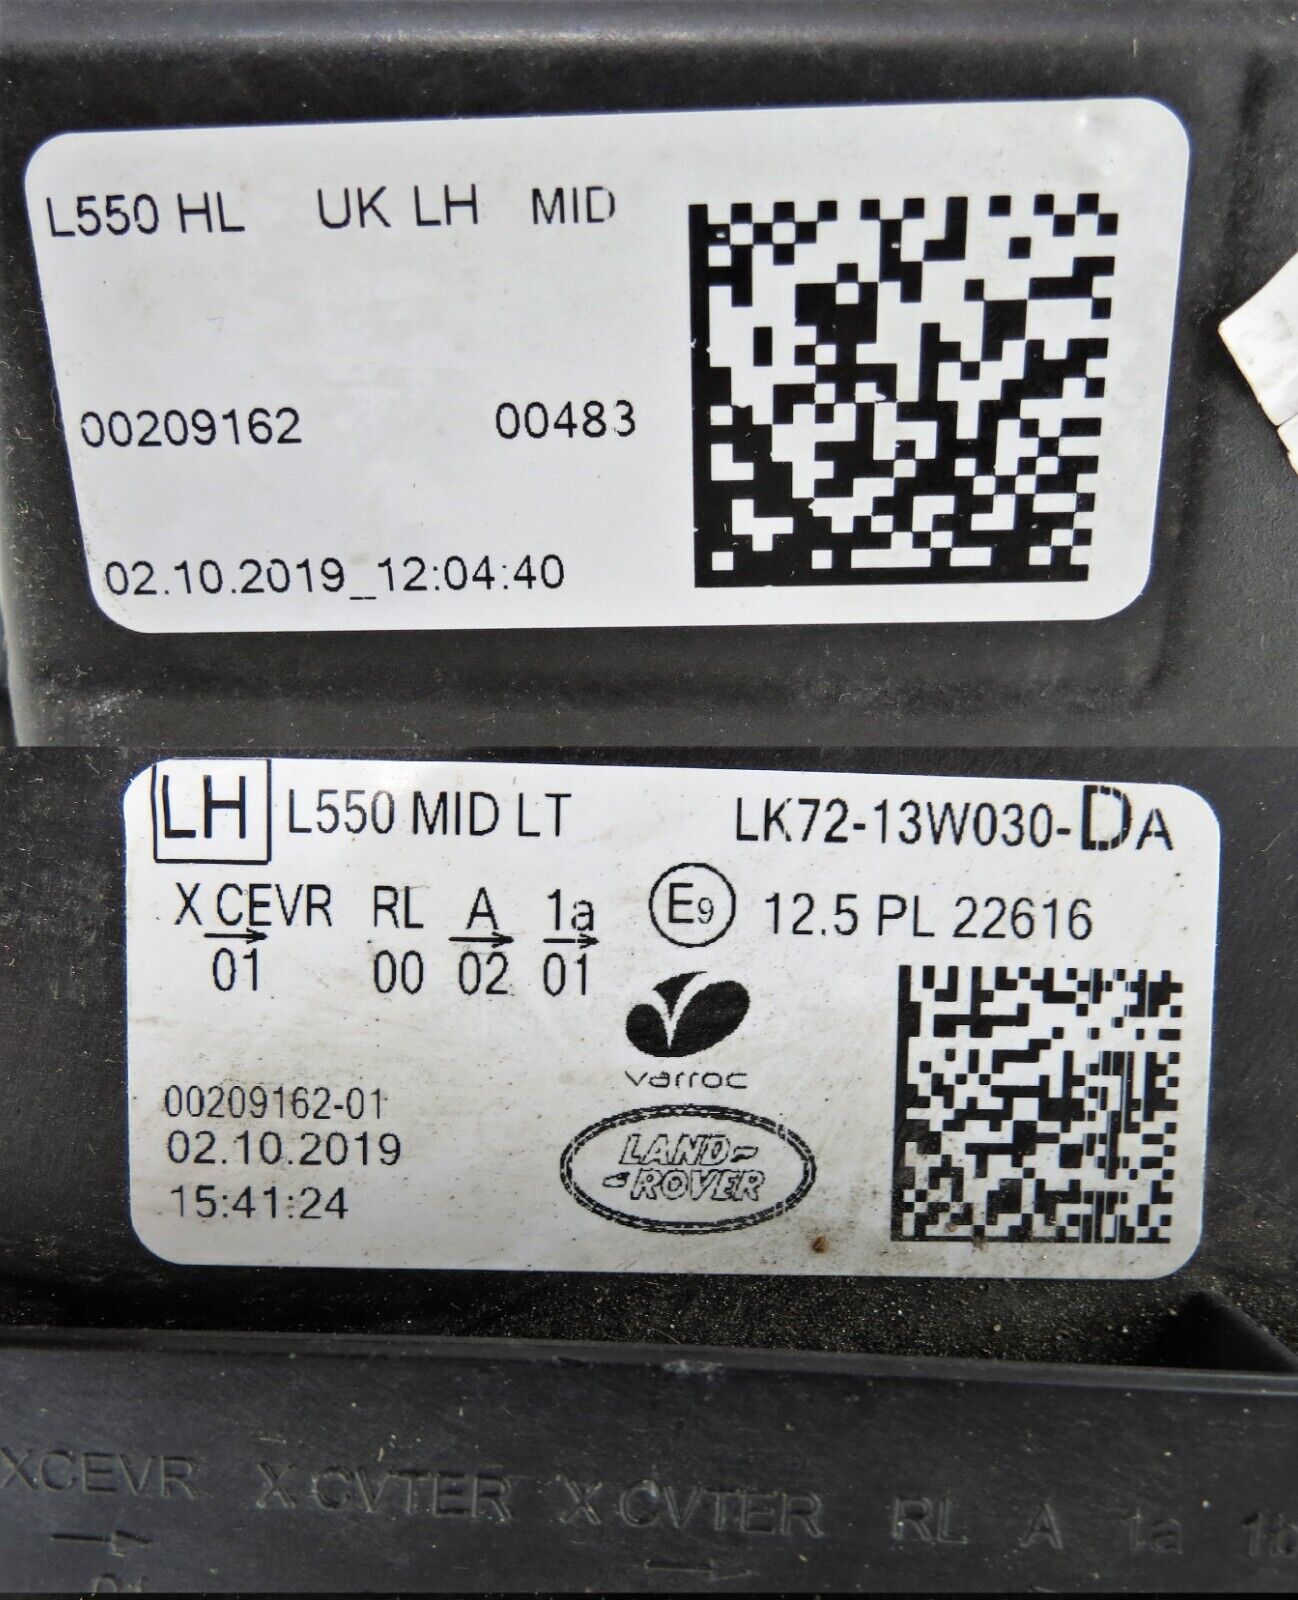 L550 HL UK LH MID
00209162 00483
02.10.2019_12:04:40
LH L550 MID LT LK72-13W030-DA
X CEVR RL A 1a E9 12.5 PL 22616
01 00 02 01
varroc
00209162-01
02.10.2019
15:41:24
LAND-
-ROVER
XCEVR X CVTER X CVTER RL A 1a 1b